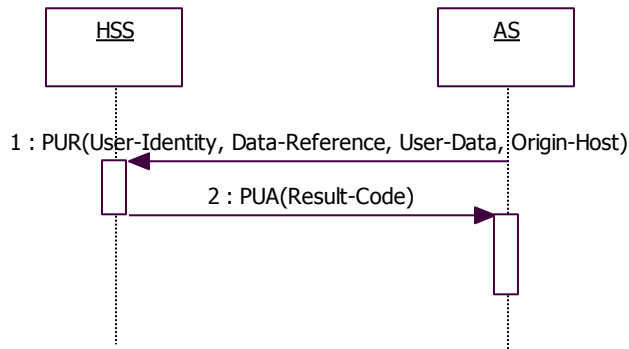 HSS
AS
1 : PUR(User-Identity, Data-Reference, User-Data, Origin-Host)
2 : PUA(Result-Code)